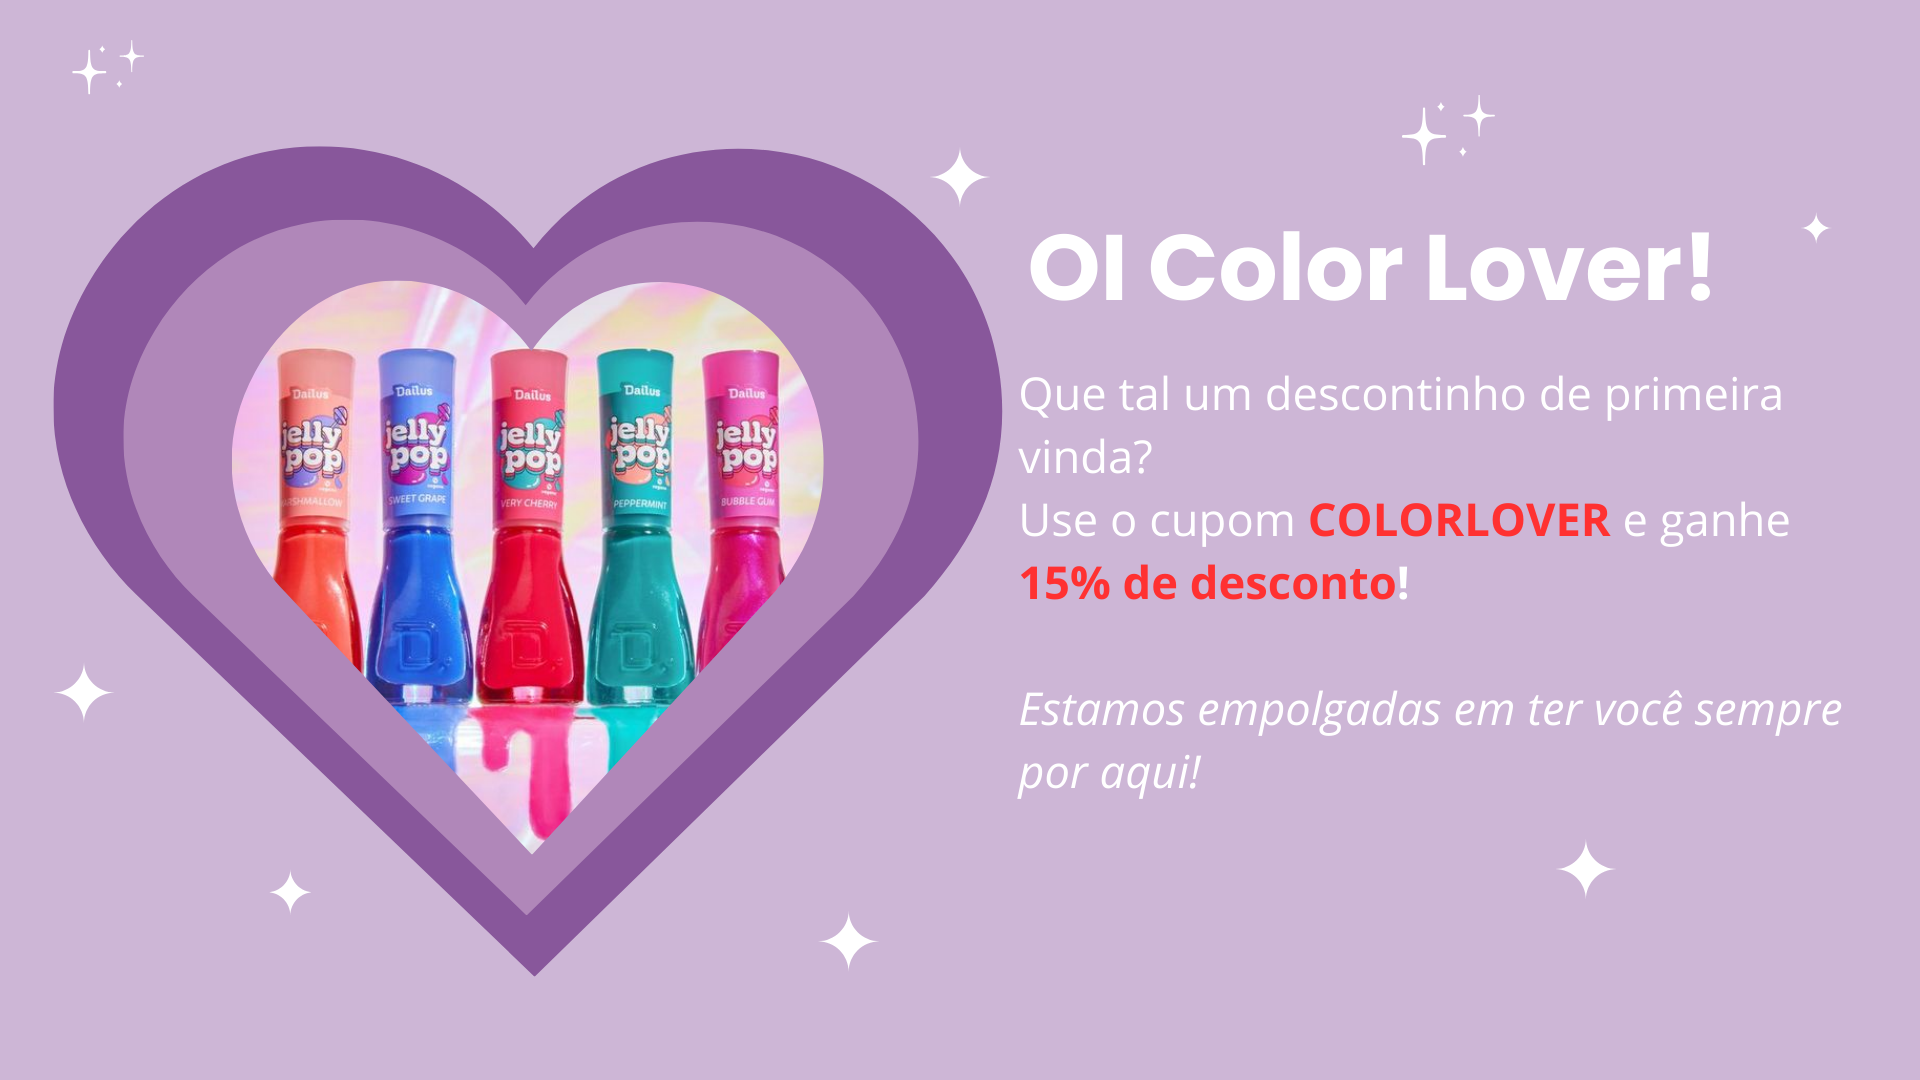 OI Color Lover!
Que tal um descontinho de primeira
vinda?
Use o cupom COLORLOVER e ganhe
15% de desconto!
Estamos empolgadas em ter você sempre
por aqui!
Dailus Dailus Dailus Dailus Dailus
jelly jelly jelly jelly jelly
pop pop pop pop pop
SWEET GRAPE VERY CHERRY PEPPERMINT BUBBLE GUM